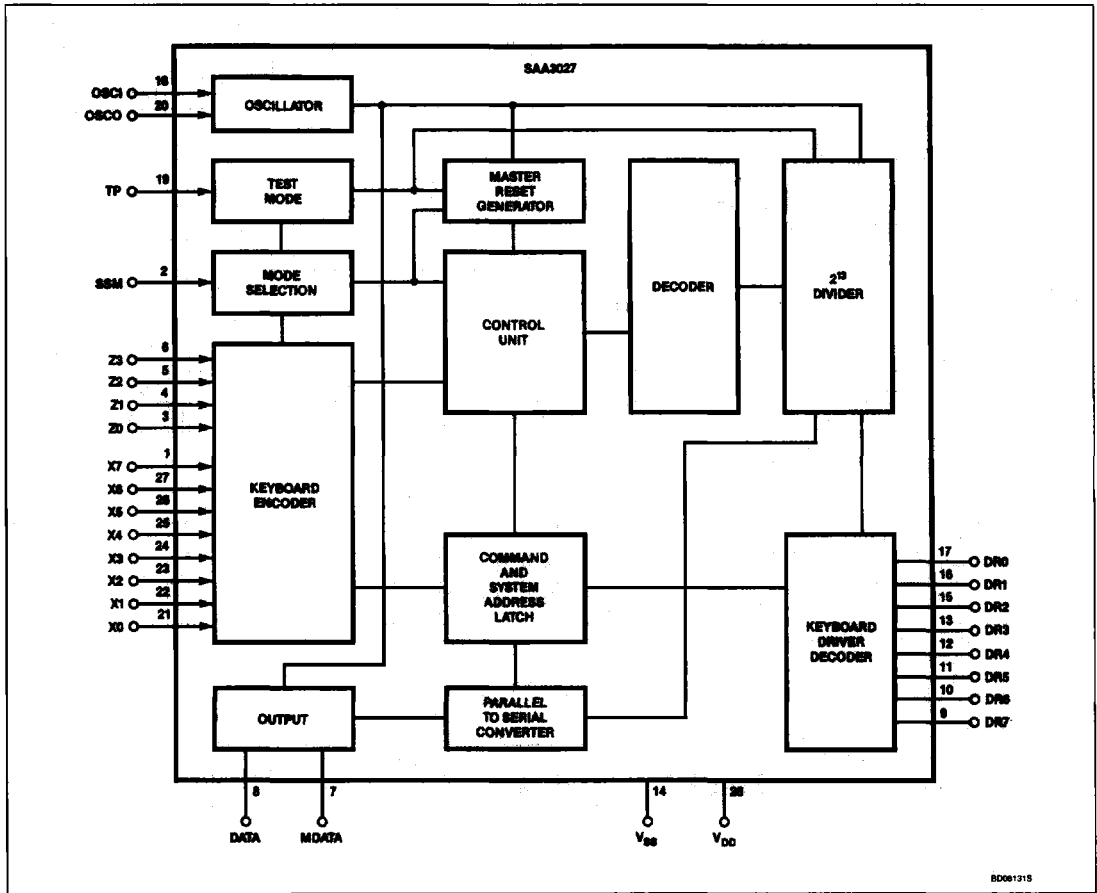 SAA3027
18
OSCI
20
OSCO
OSCILLATOR
19
TP
TEST
MODE
MASTER
RESET
GENERATOR
2
SSM
MODE
SELECTION
CONTROL
UNIT
DECODER
2¹³
DIVIDER
6
Z3
5
Z2
4
Z1
3
Z0
1
X7
27
X6
26
X5
25
X4
24
X3
23
X2
22
X1
21
X0
KEYBOARD
ENCODER
COMMAND
AND
SYSTEM
ADDRESS
LATCH
KEYBOARD
DRIVER
DECODER
17
DR0
16
DR1
15
DR2
13
DR3
12
DR4
11
DR5
10
DR6
9
DR7
OUTPUT
PARALLEL
TO SERIAL
CONVERTER
8
7
14
28
DATA
MDATA
VSS
VDD
BD08131S